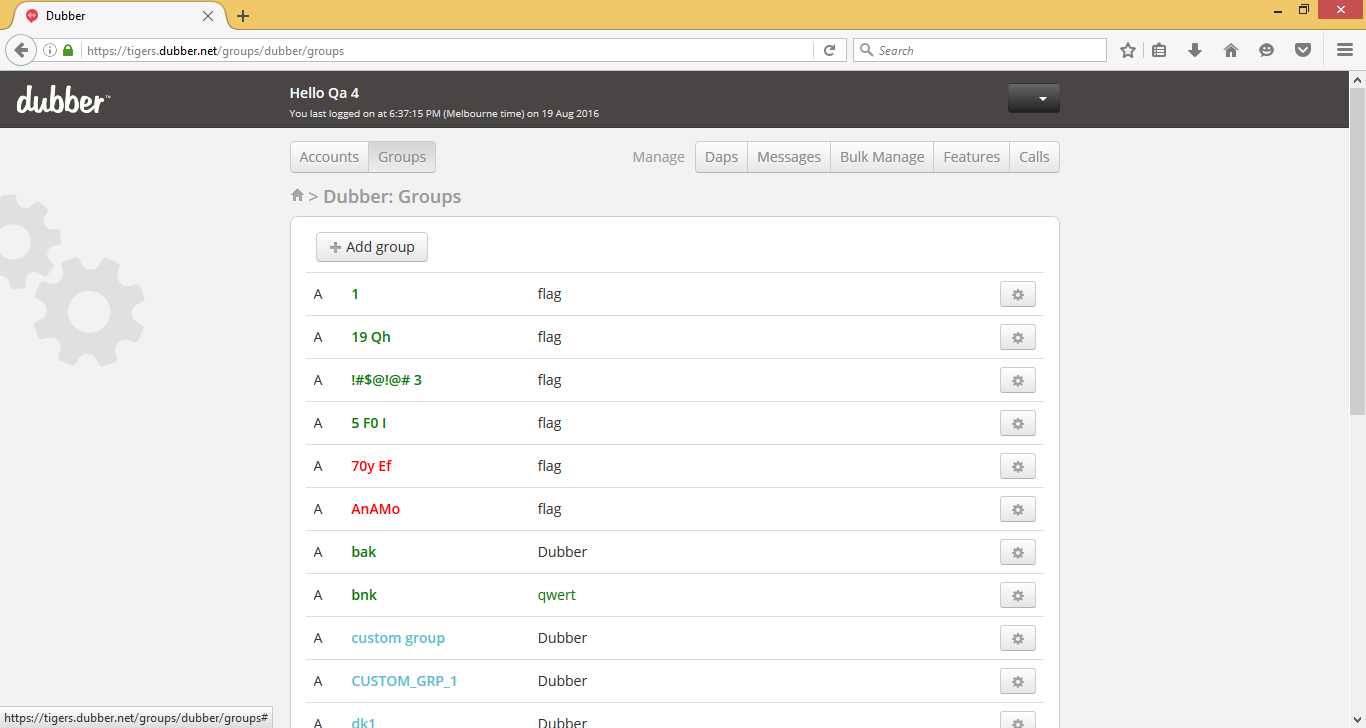 Dubber
https://tigers.dubber.net/groups/dubber/groups
Search
dubber™
Hello Qa 4
You last logged on at 6:37:15 PM (Melbourne time) on 19 Aug 2016
Accounts Groups Manage Daps Messages Bulk Manage Features Calls
> Dubber: Groups
Add group
A 1 flag
A 19 Qh flag
A !#$@!@# 3 flag
A 5 F0 I flag
A 70y Ef flag
A AnAMo flag
A bak Dubber
A bnk qwert
A custom group Dubber
A CUSTOM_GRP_1 Dubber
A dk1 Dubber
https://tigers.dubber.net/groups/dubber/groups#